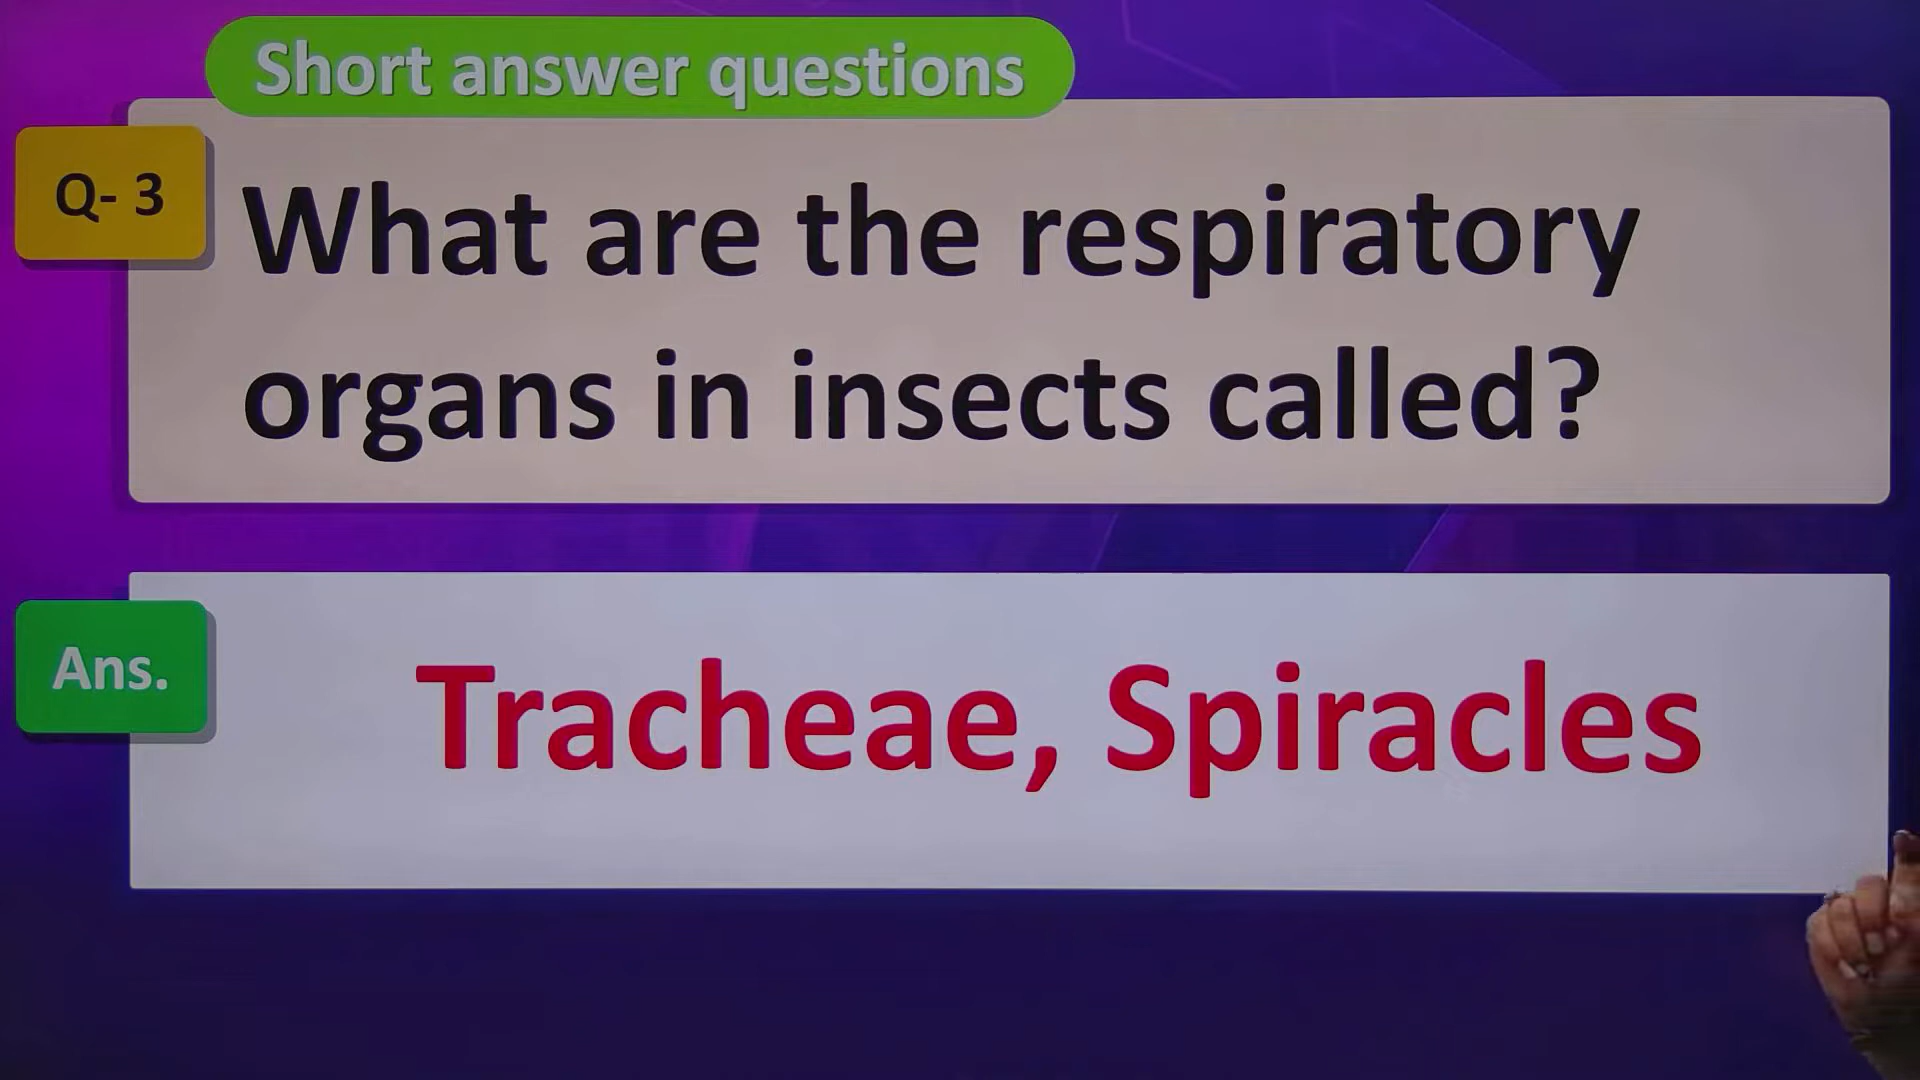 Short answer questions
Q- 3
What are the respiratory
organs in insects called?
Ans.
Tracheae, Spiracles